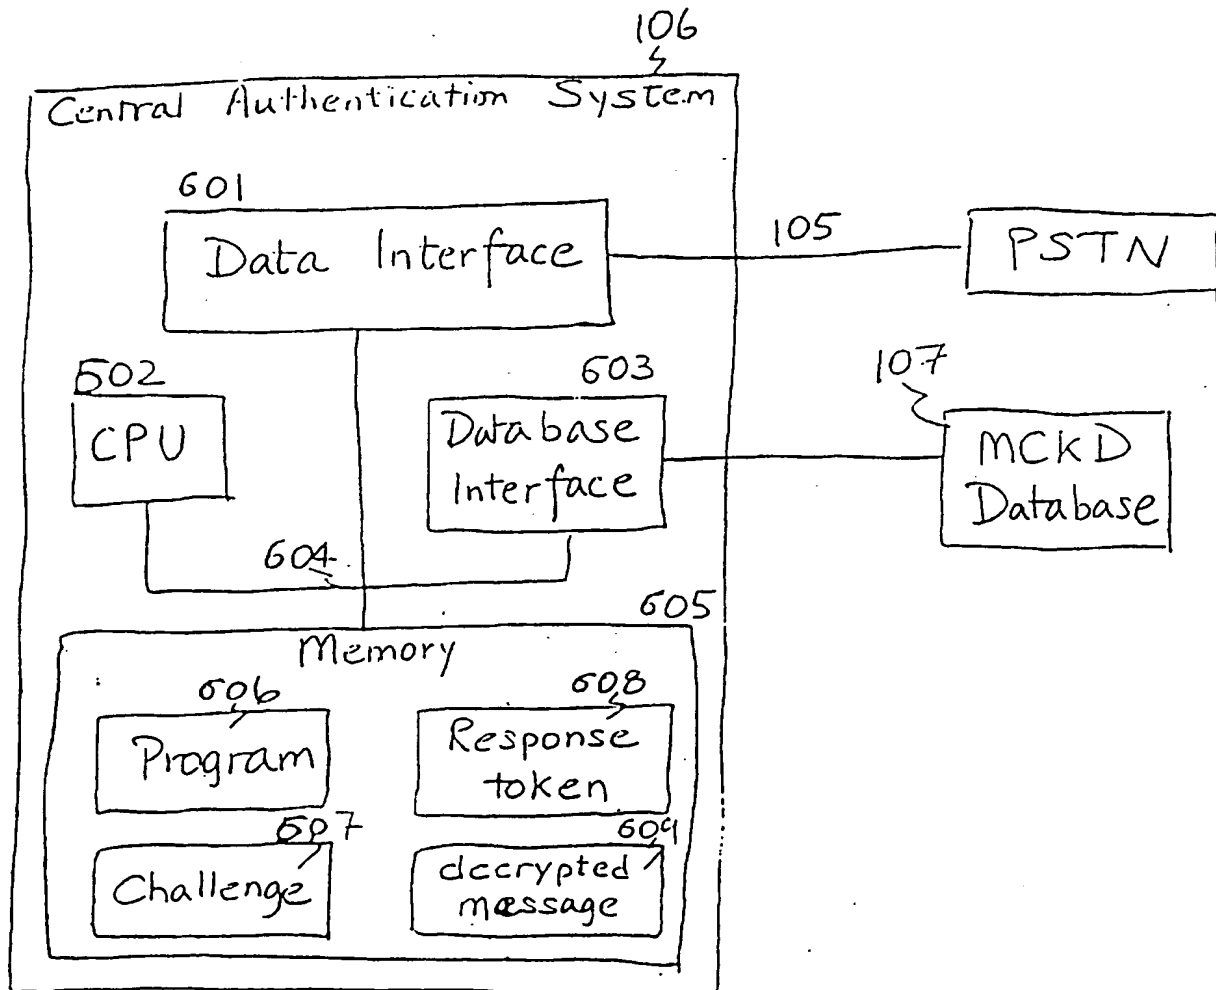 106
Central Authentication System
601
Data Interface
105
PSTN
602
CPU
603
Database
Interface
107
MCKD
Database
604
605
Memory
606
Program
608
Response
token
607
Challenge
609
decrypted
message